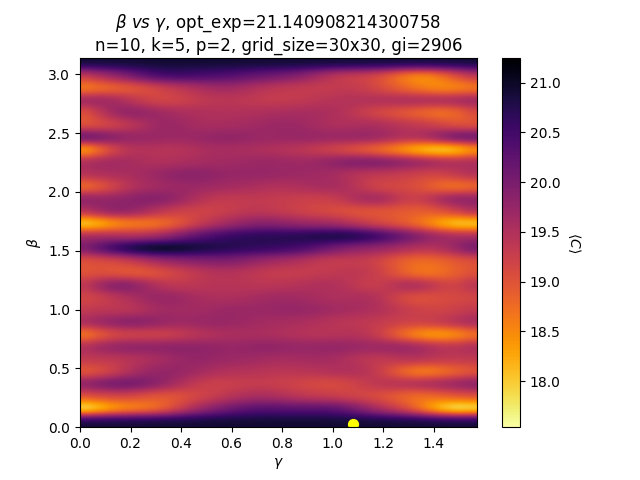 β vs γ, opt_exp=21.140908214300758
n=10, k=5, p=2, grid_size=30x30, gi=2906
3.0
2.5
2.0
1.5
1.0
0.5
0.0
β
0.0 0.2 0.4 0.6 0.8 1.0 1.2 1.4
γ
21.0
20.5
20.0
19.5
19.0
18.5
18.0
⟨C⟩